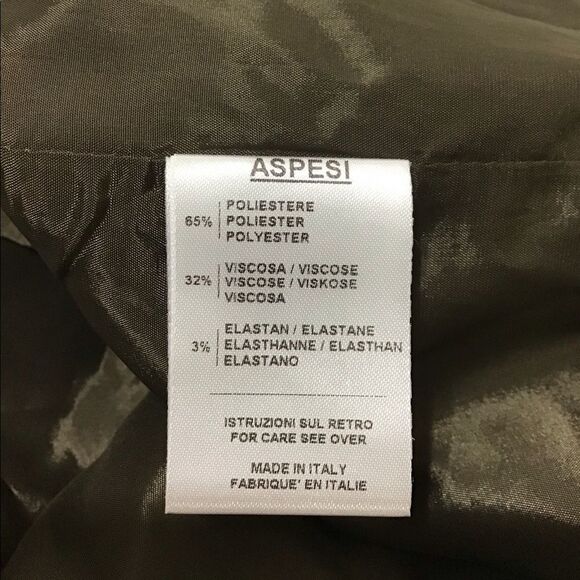 ASPESI
65% POLIESTERE
POLIESTER
POLYESTER
32% VISCOSA / VISCOSE
VISCOSE / VISKOSE
VISCOSA
3% ELASTAN / ELASTANE
ELASTHANNE / ELASTHAN
ELASTANO
ISTRUZIONI SUL RETRO
FOR CARE SEE OVER
MADE IN ITALY
FABRIQUE' EN ITALIE